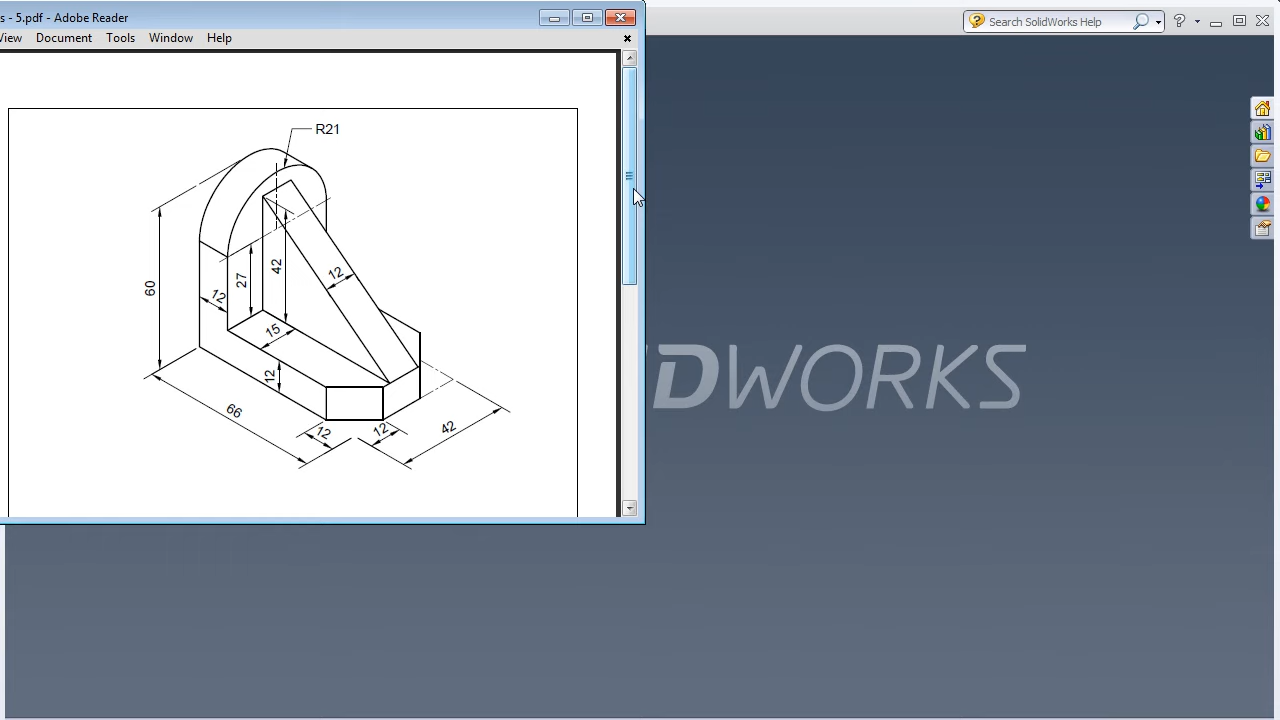 s - 5.pdf - Adobe Reader
Search SolidWorks Help
View Document Tools Window Help
R21
60
27
42
12
12
15
12
66
12
12
42
DWORKS